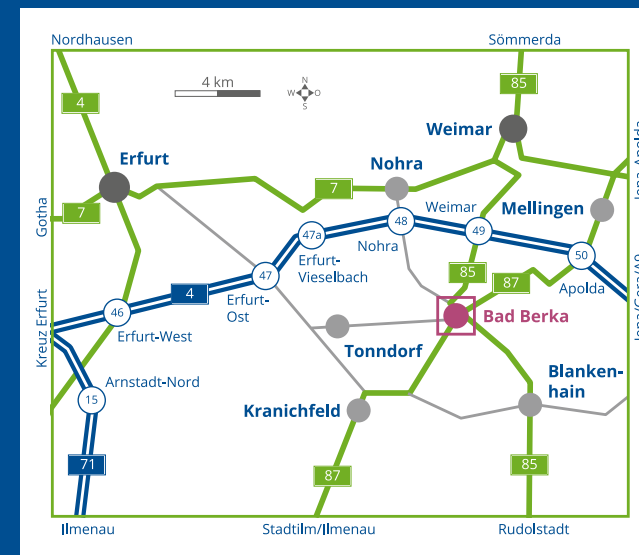 Nordhausen
Sömmerda
4 km
N
W
O
S
85
4
Weimar
Erfurt
Nohra
7
Jena-Apolda
Mellingen
Gotha
7
Weimar
48
49
47a
Nohra
50
Erfurt-
Vieselbach
47
85
87
Apolda
4
Erfurt-
Ost
46
Erfurt-West
Bad Berka
Kreuz Erfurt
Tonndorf
Blanken-
hain
Arnstadt-Nord
15
Kranichfeld
71
87
85
Ilmenau
Stadtilm/Ilmenau
Rudolstadt